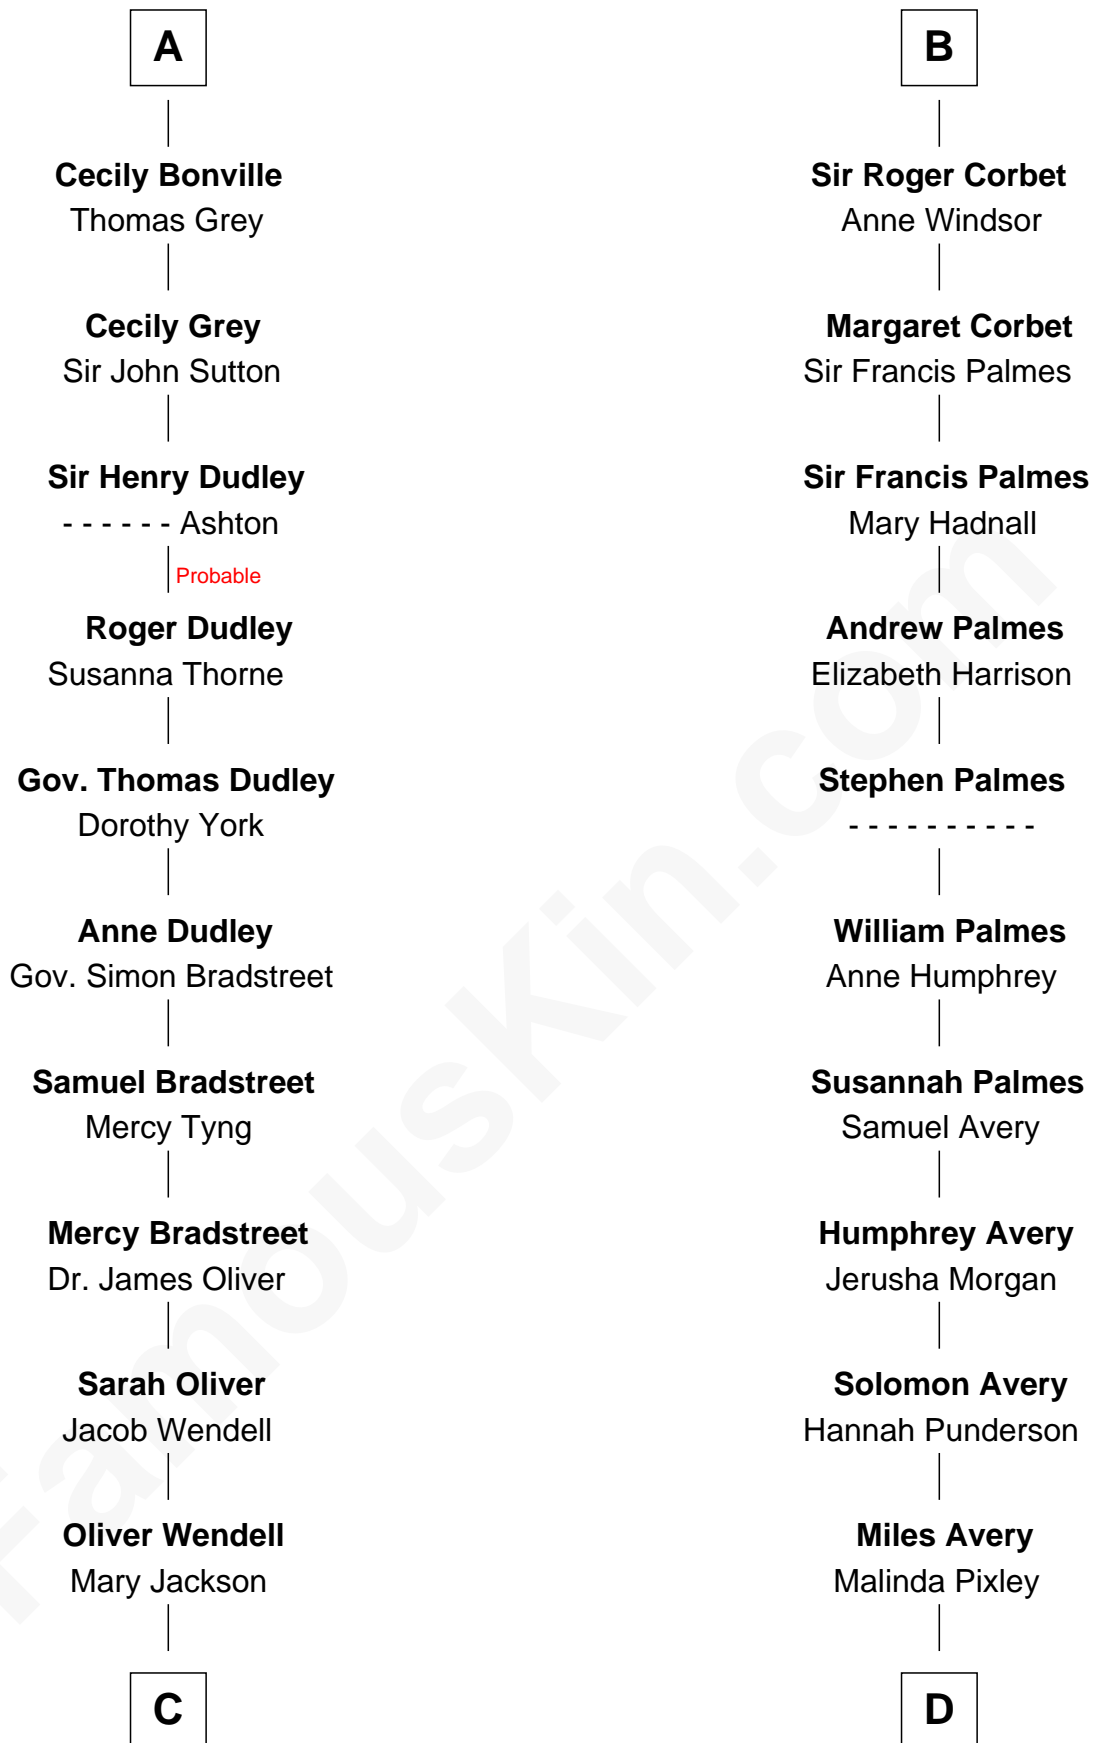 A
Cecily Bonville
Thomas Grey
Cecily Grey
Sir John Sutton
Sir Henry Dudley
- - - - - - Ashton
Probable
Roger Dudley
Susanna Thorne
Gov. Thomas Dudley
Dorothy York
Anne Dudley
Gov. Simon Bradstreet
Samuel Bradstreet
Mercy Tyng
Mercy Bradstreet
Dr. James Oliver
Sarah Oliver
Jacob Wendell
Oliver Wendell
Mary Jackson
C
B
Sir Roger Corbet
Anne Windsor
Margaret Corbet
Sir Francis Palmes
Sir Francis Palmes
Mary Hadnall
Andrew Palmes
Elizabeth Harrison
Stephen Palmes
- - - - - - - - - -
William Palmes
Anne Humphrey
Susannah Palmes
Samuel Avery
Humphrey Avery
Jerusha Morgan
Solomon Avery
Hannah Punderson
Miles Avery
Malinda Pixley
D
FamousKin.com